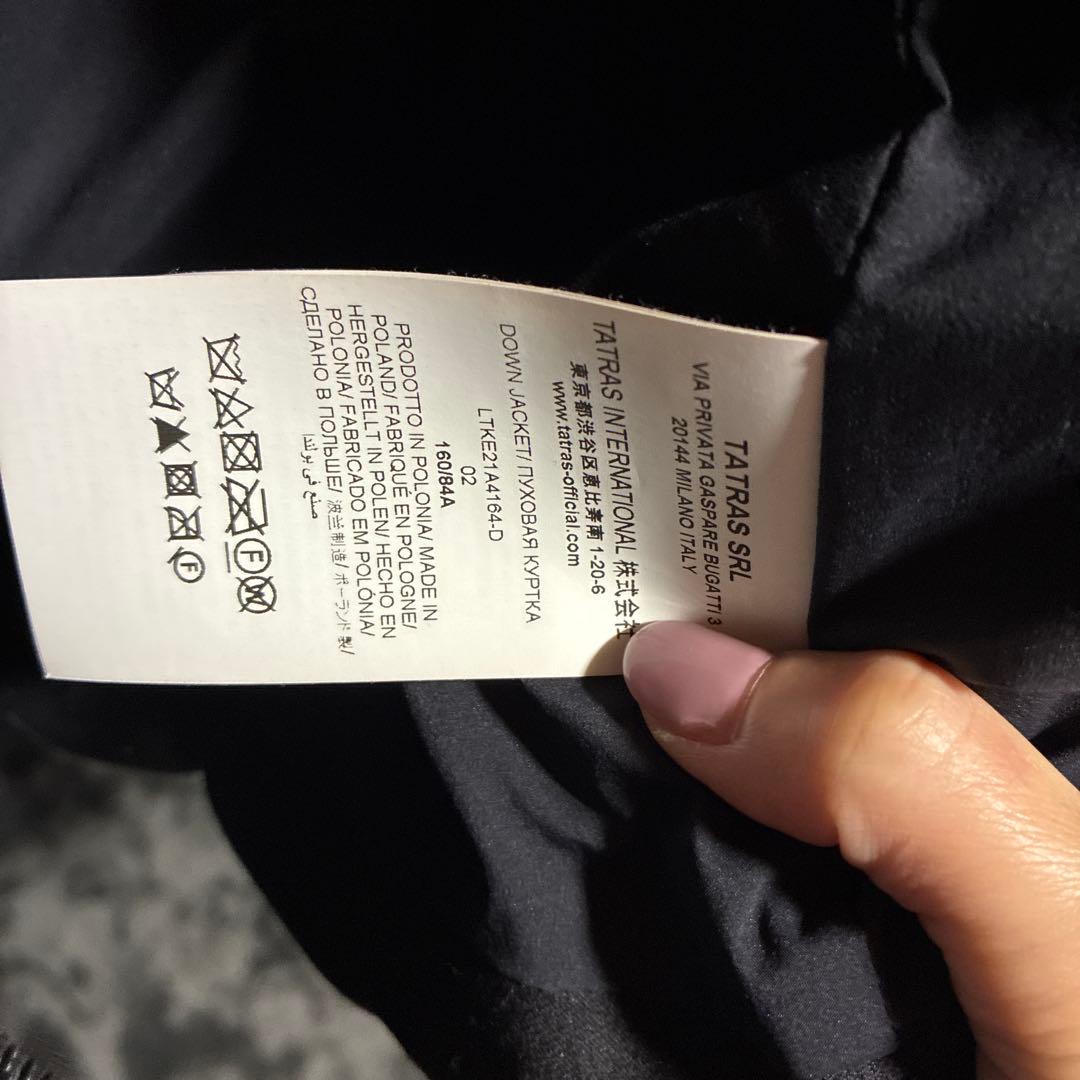 TATRAS SRL
VIA PRIVATA GASPARE BUGATTI 3
20144 MILANO ITALY
TATRAS INTERNATIONAL 株式会社
東京都渋谷区恵比寿南 1-20-6
www.tatras-official.com
DOWN JACKET/ ПУХОВАЯ КУРТКА
LTKE21A4164-D
02
160/84A
PRODOTTO IN POLONIA/ MADE IN
POLAND/ FABRIQUÉ EN POLOGNE/
HERGESTELLT IN POLEN/ HECHO EN
POLONIA/ FABRICADO EM POLÓNIA/
СДЕЛАНО В ПОЛЬШЕ/ 波兰制造/ ポーランド製/
صنع في بولندا
F W
F